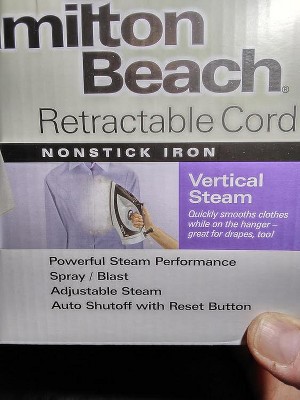 milton
Beach®
Retractable Cord
NONSTICK IRON
Vertical
Steam
Quickly smooths clothes
while on the hanger –
great for drapes, too!
Powerful Steam Performance
Spray / Blast
Adjustable Steam
Auto Shutoff with Reset Button